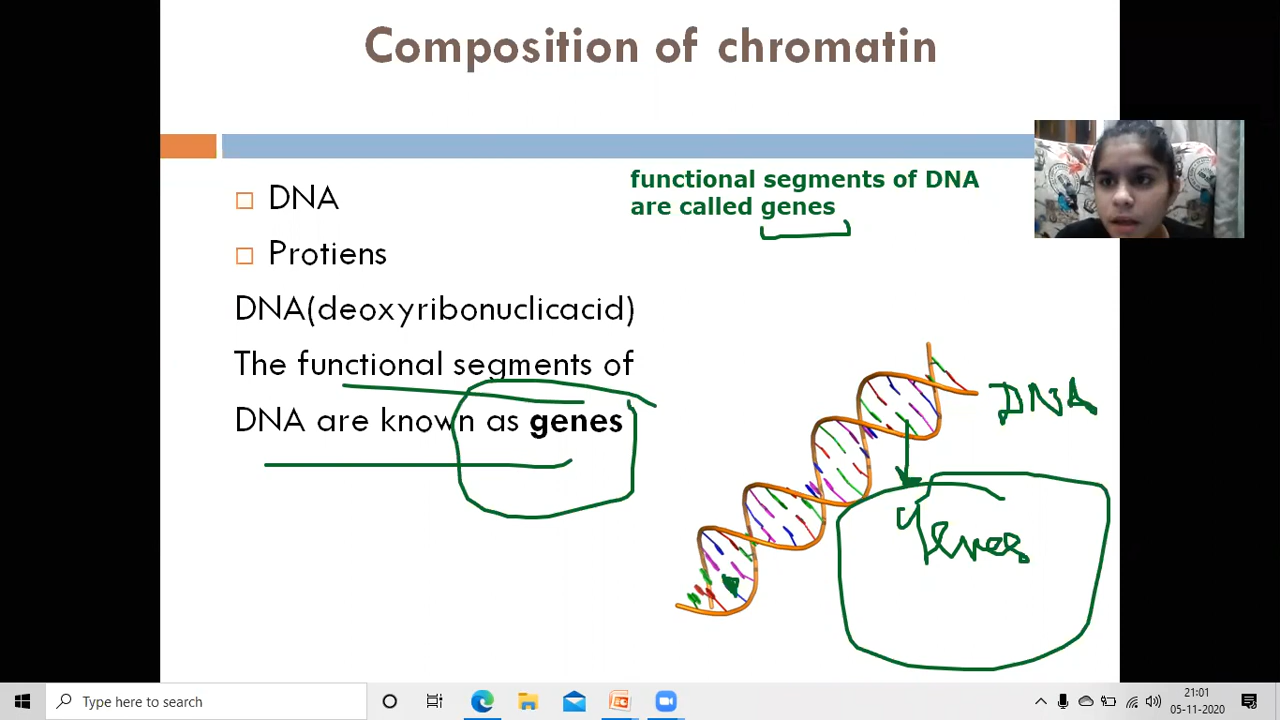 Composition of chromatin
functional segments of DNA
are called genes
DNA
Protiens
DNA(deoxyribonuclicacid)
The functional segments of
DNA are known as genes
DNA
genes
Type here to search
21:01
05-11-2020